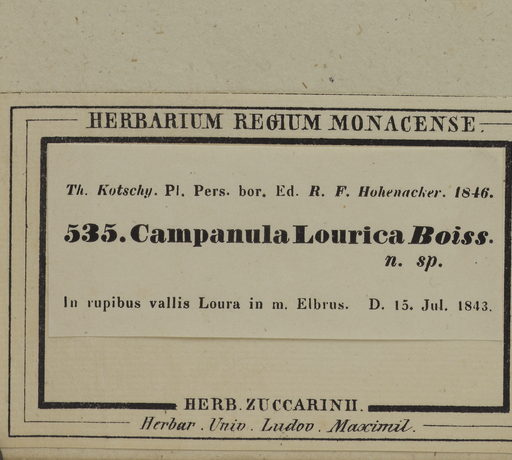 HERBARIUM REGIUM MONACENSE.
Th. Kotschy. Pl. Pers. bor. Ed. R. F. Hohenacker. 1846.
535. Campanula Lourica Boiss.
n. sp.
In rupibus vallis Loura in m. Elbrus. D. 15. Jul. 1843.
HERB. ZUCCARINII.
Herbar. Univ. Ludov. Maximil.